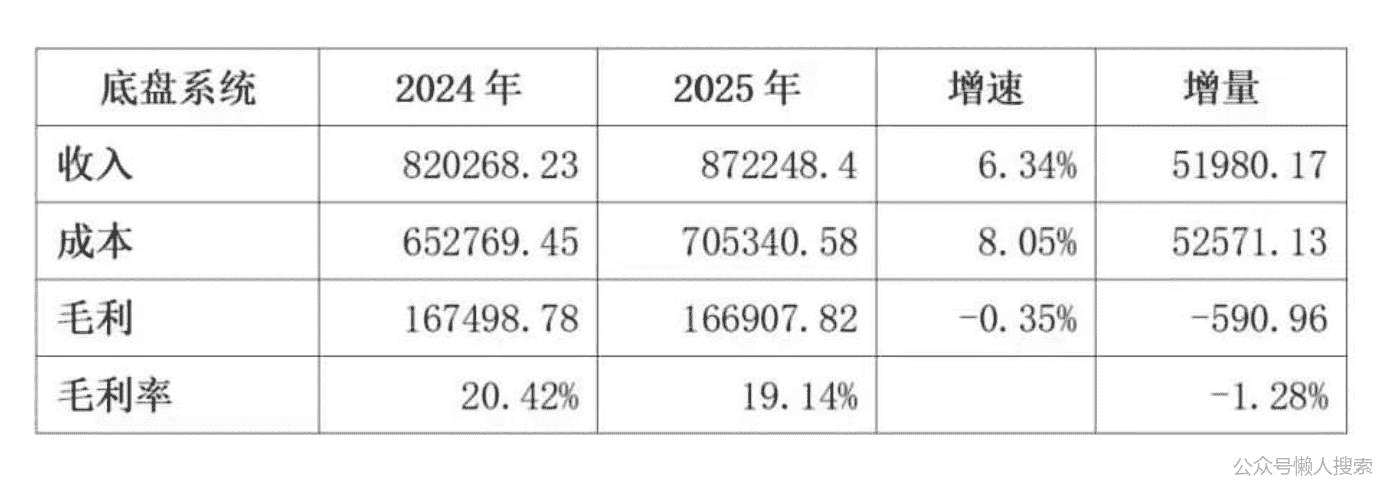 底盘系统 2024年 2025年 增速 增量
收入 820268.23 872248.4 6.34% 51980.17
成本 652769.45 705340.58 8.05% 52571.13
毛利 167498.78 166907.82 -0.35% -590.96
毛利率 20.42% 19.14% -1.28%
公众号懒人搜索